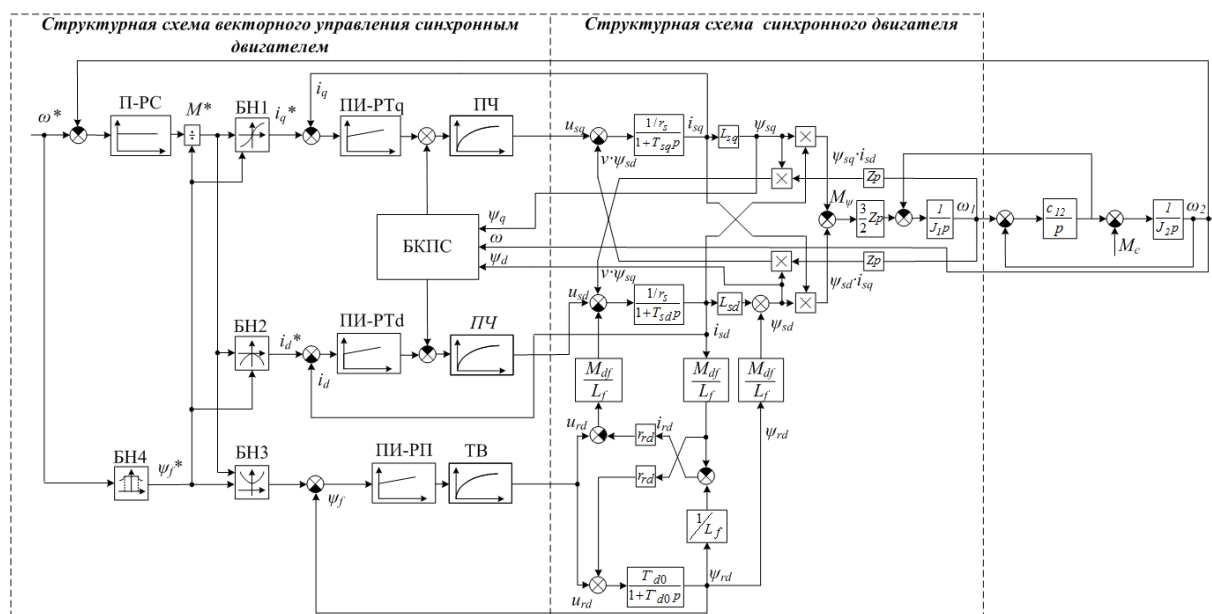 Структурная схема векторного управления синхронным
двигателем
Структурная схема синхронного двигателя
ω*
П-РС
M*
÷
БН1
i_q*
i_q
ПИ-РТq
ПЧ
u_sq
v·ψ_sd
1/r_s
1+T_sq p
i_sq
L_sq
ψ_sq
×
×
ψ_sq·i_sd
Zp
M_ψ
3
2
Zp
1
J_1p
ω_1
c_12
p
M_c
1
J_2p
ω_2
БКПС
ψ_q
ω
ψ_d
v·ψ_sq
×
Zp
×
ψ_sd·i_sq
u_sd
1/r_s
1+T_sd p
L_sd
ψ_sd
i_sd
БН2
i_d*
i_d
ПИ-РТd
ПЧ
M_df
L_f
M_df
L_f
M_df
L_f
u_rd
r_rd
i_rd
ψ_rd
r_rd
БН4
ψ_f*
БН3
ψ_f
ПИ-РП
ТВ
1/L_f
u_rd
T_d0
1+T_d0 p
ψ_rd